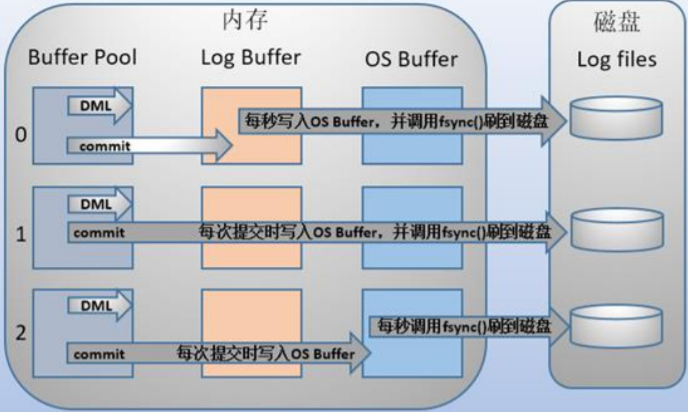 内存
磁盘
Buffer Pool
Log Buffer
OS Buffer
Log files
0
DML
每秒写入OS Buffer，并调用fsync()刷到磁盘
commit
1
DML
commit
每次提交时写入OS Buffer，并调用fsync()刷到磁盘
2
DML
每秒调用fsync()刷到磁盘
commit
每次提交时写入OS Buffer